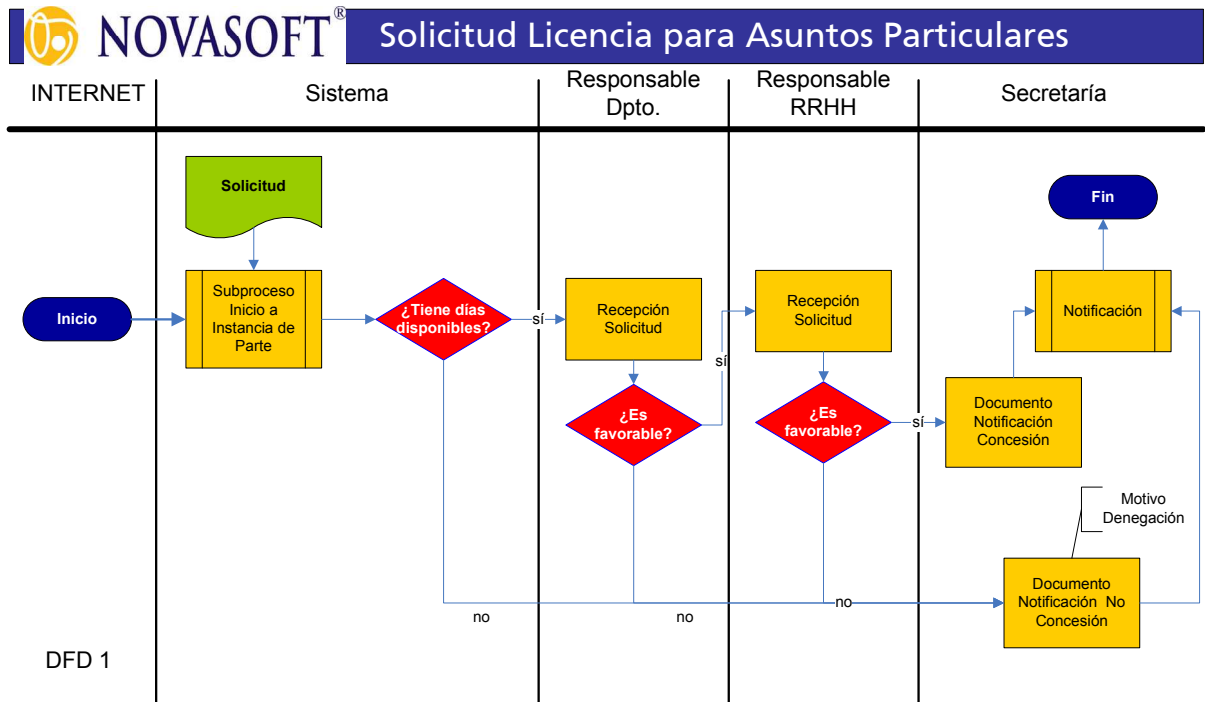 NOVASOFT®
Solicitud Licencia para Asuntos Particulares
INTERNET
Sistema
Responsable
Dpto.
Responsable
RRHH
Secretaría
Solicitud
Fin
Inicio
Subproceso
Inicio a
Instancia de
Parte
¿Tiene días
disponibles?
sí
Recepción
Solicitud
sí
Recepción
Solicitud
Notificación
¿Es
favorable?
¿Es
favorable?
sí
Documento
Notificación
Concesión
Motivo
Denegación
Documento
Notificación No
Concesión
no
no
no
DFD 1